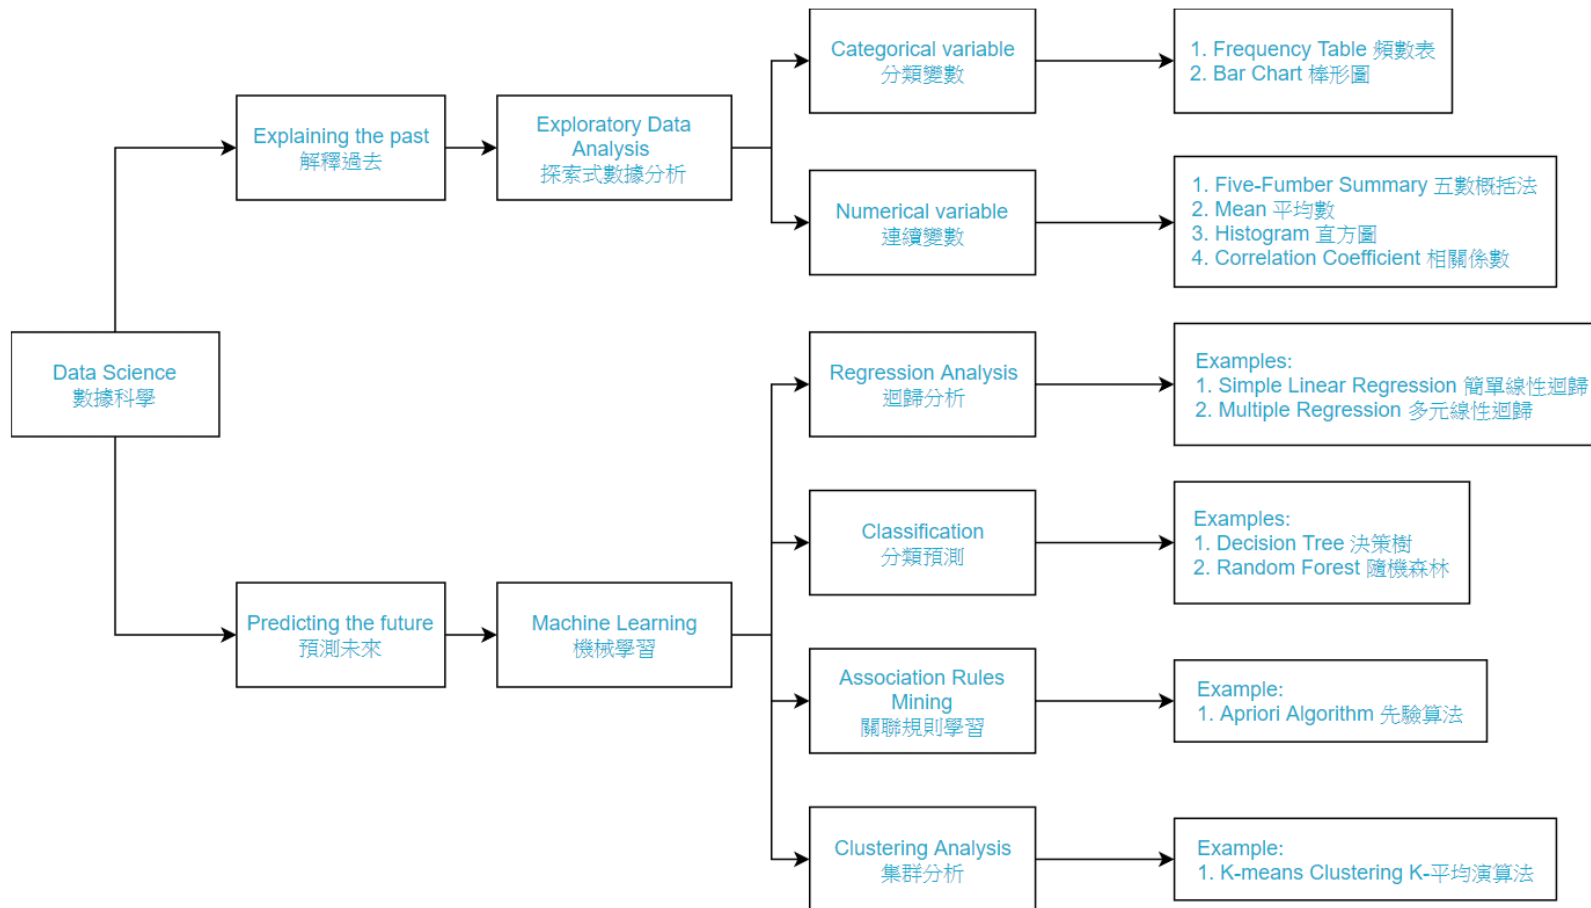 Data Science
數據科學
Explaining the past
解釋過去
Exploratory Data
Analysis
探索式數據分析
Categorical variable
分類變數
1. Frequency Table 頻數表
2. Bar Chart 棒形圖
Numerical variable
連續變數
1. Five-Fumber Summary 五數概括法
2. Mean 平均數
3. Histogram 直方圖
4. Correlation Coefficient 相關係數
Predicting the future
預測未來
Machine Learning
機械學習
Regression Analysis
迴歸分析
Examples:
1. Simple Linear Regression 簡單線性迴歸
2. Multiple Regression 多元線性迴歸
Classification
分類預測
Examples:
1. Decision Tree 決策樹
2. Random Forest 隨機森林
Association Rules
Mining
關聯規則學習
Example:
1. Apriori Algorithm 先驗算法
Clustering Analysis
集群分析
Example:
1. K-means Clustering K-平均演算法